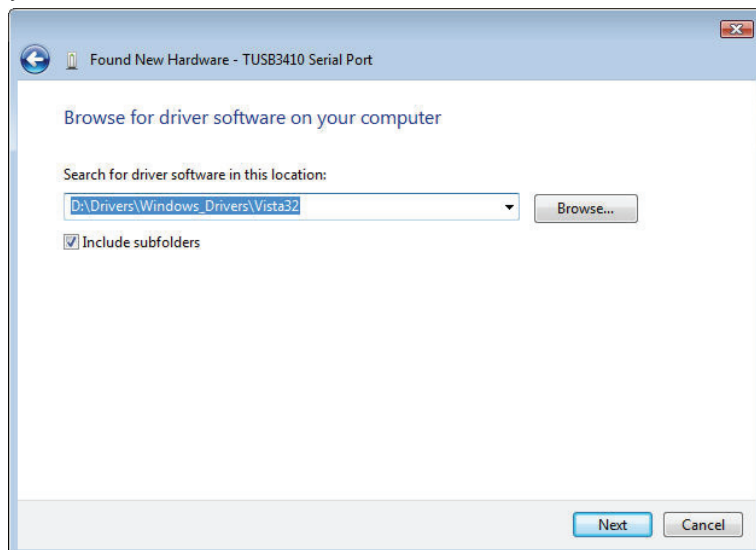 Found New Hardware - TUSB3410 Serial Port
Browse for driver software on your computer
Search for driver software in this location:
D:\Drivers\Windows_Drivers\Vista32
Browse...
Include subfolders
Next
Cancel